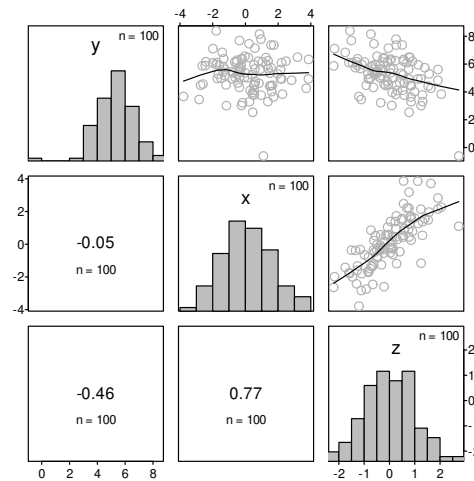 -4 -2 0 2 4
y n = 100
0 2 4 6 8
-4 -2 0 2 4
-0.05
n = 100
x n = 100
-0.46
n = 100
0.77
n = 100
z n = 100
0 1 2
0 2 4 6 8
-2 -1 0 1 2